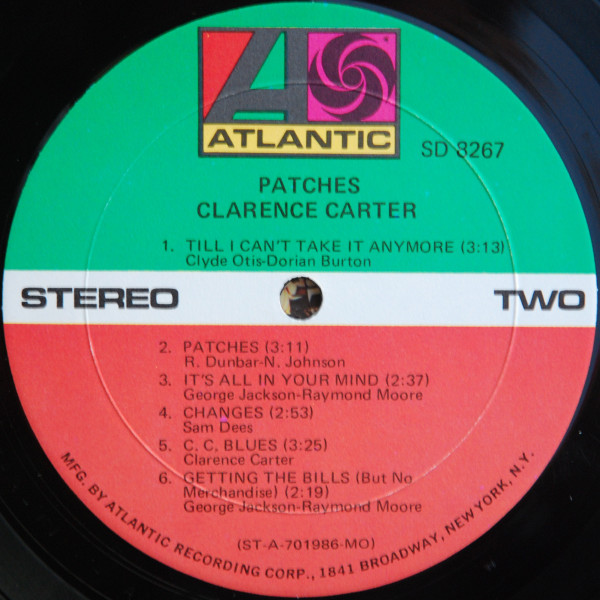 ATLANTIC
SD 8267
PATCHES
CLARENCE CARTER
1. TILL I CAN'T TAKE IT ANYMORE (3:13)
Clyde Otis-Dorian Burton
STEREO
TWO
2. PATCHES (3:11)
R. Dunbar-N. Johnson
3. IT'S ALL IN YOUR MIND (2:37)
George Jackson-Raymond Moore
4. CHANGES (2:53)
Sam Dees
5. C. C. BLUES (3:25)
Clarence Carter
6. GETTING THE BILLS (But No
Merchandise) (2:19)
George Jackson-Raymond Moore
(ST-A-701986-MO)
MFG. BY ATLANTIC RECORDING CORP., 1841 BROADWAY, NEW YORK, N.Y.